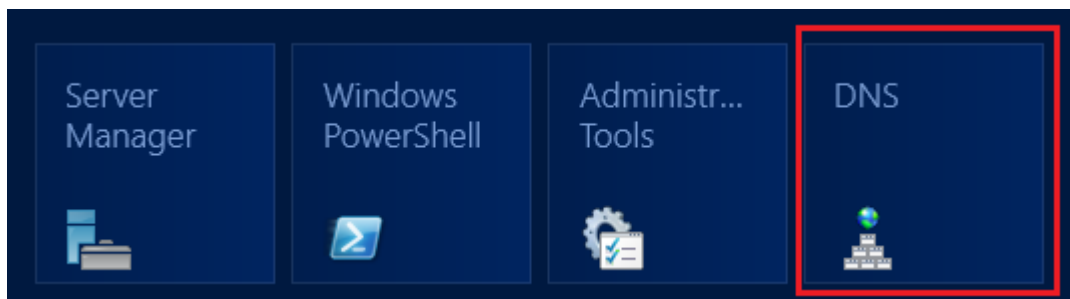 Server
Manager
Windows
PowerShell
Administr...
Tools
DNS